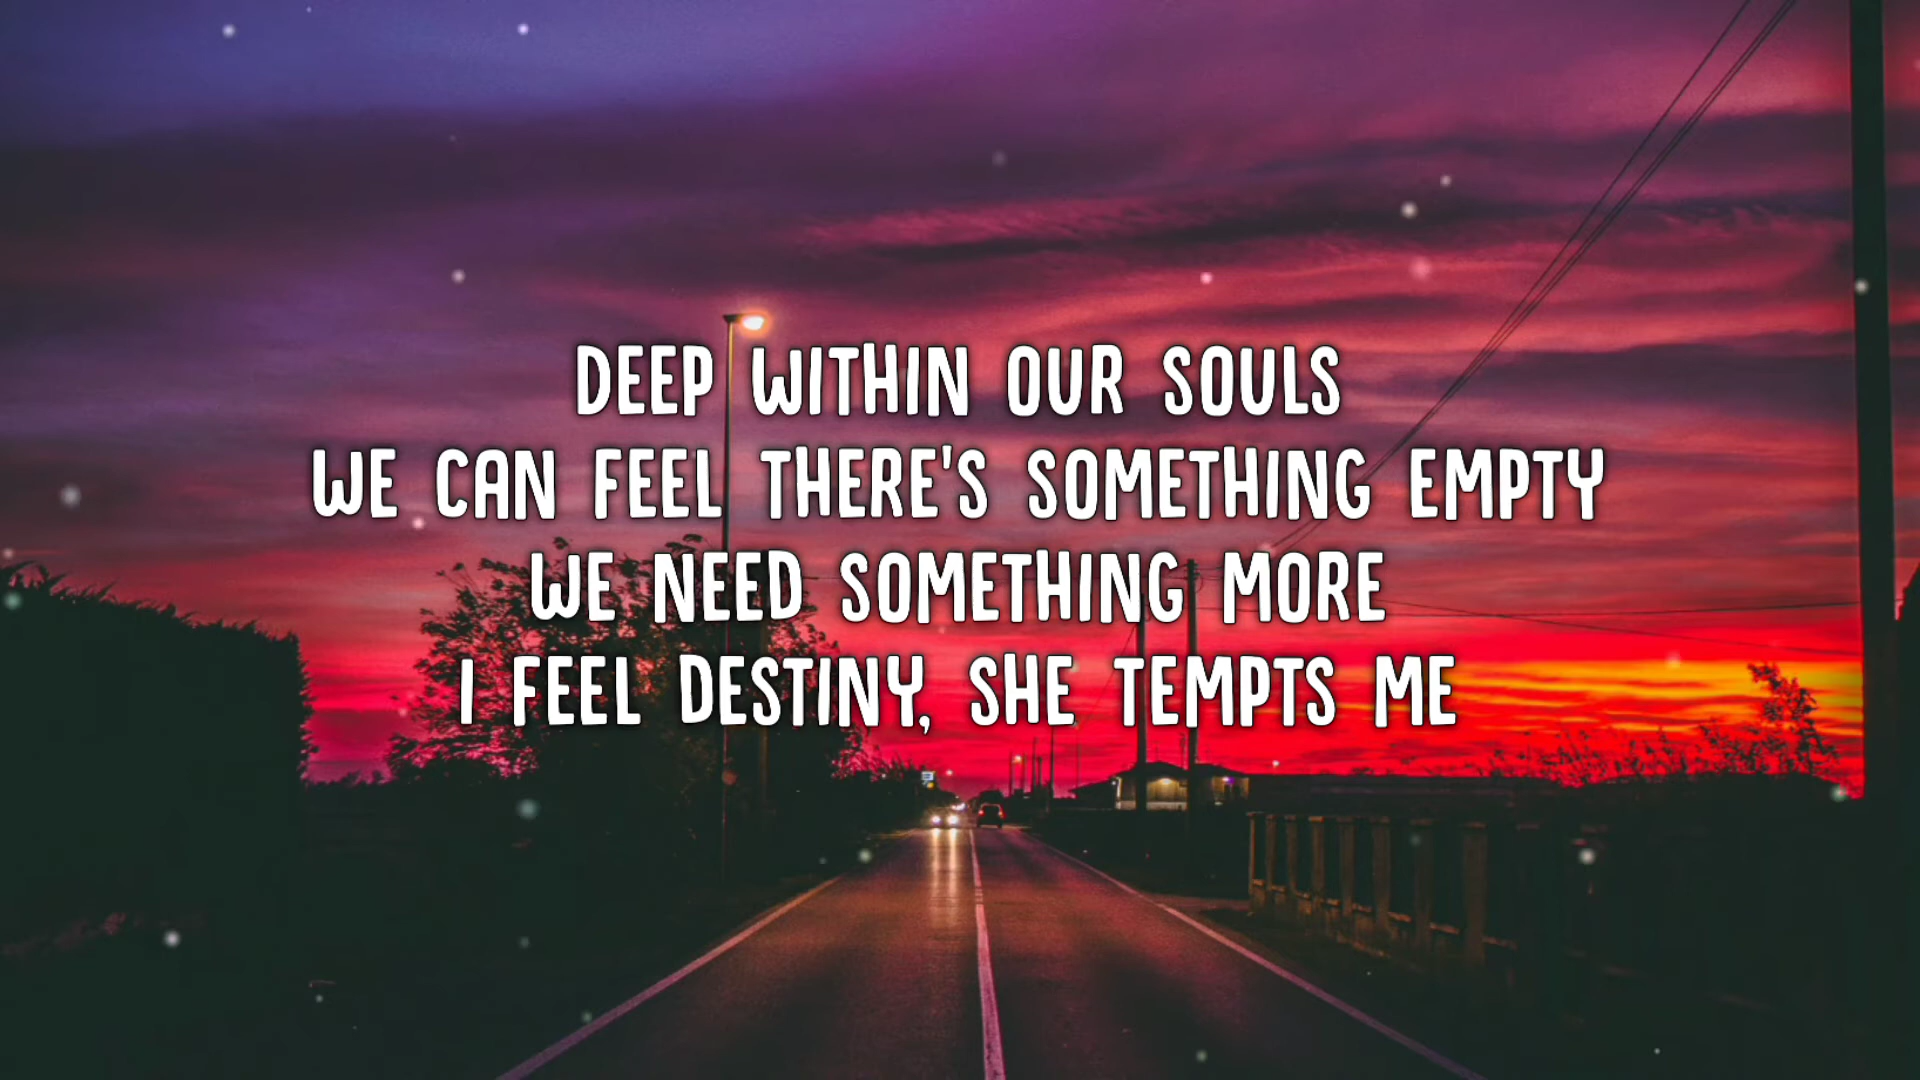 DEEP WITHIN OUR SOULS
WE CAN FEEL THERE'S SOMETHING EMPTY
WE NEED SOMETHING MORE
I FEEL DESTINY, SHE TEMPTS ME